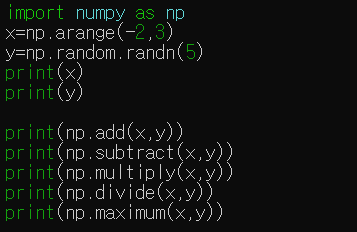 import numpy as np
x=np.arange(-2,3)
y=np.random.randn(5)
print(x)
print(y)

print(np.add(x,y))
print(np.subtract(x,y))
print(np.multiply(x,y))
print(np.divide(x,y))
print(np.maximum(x,y))